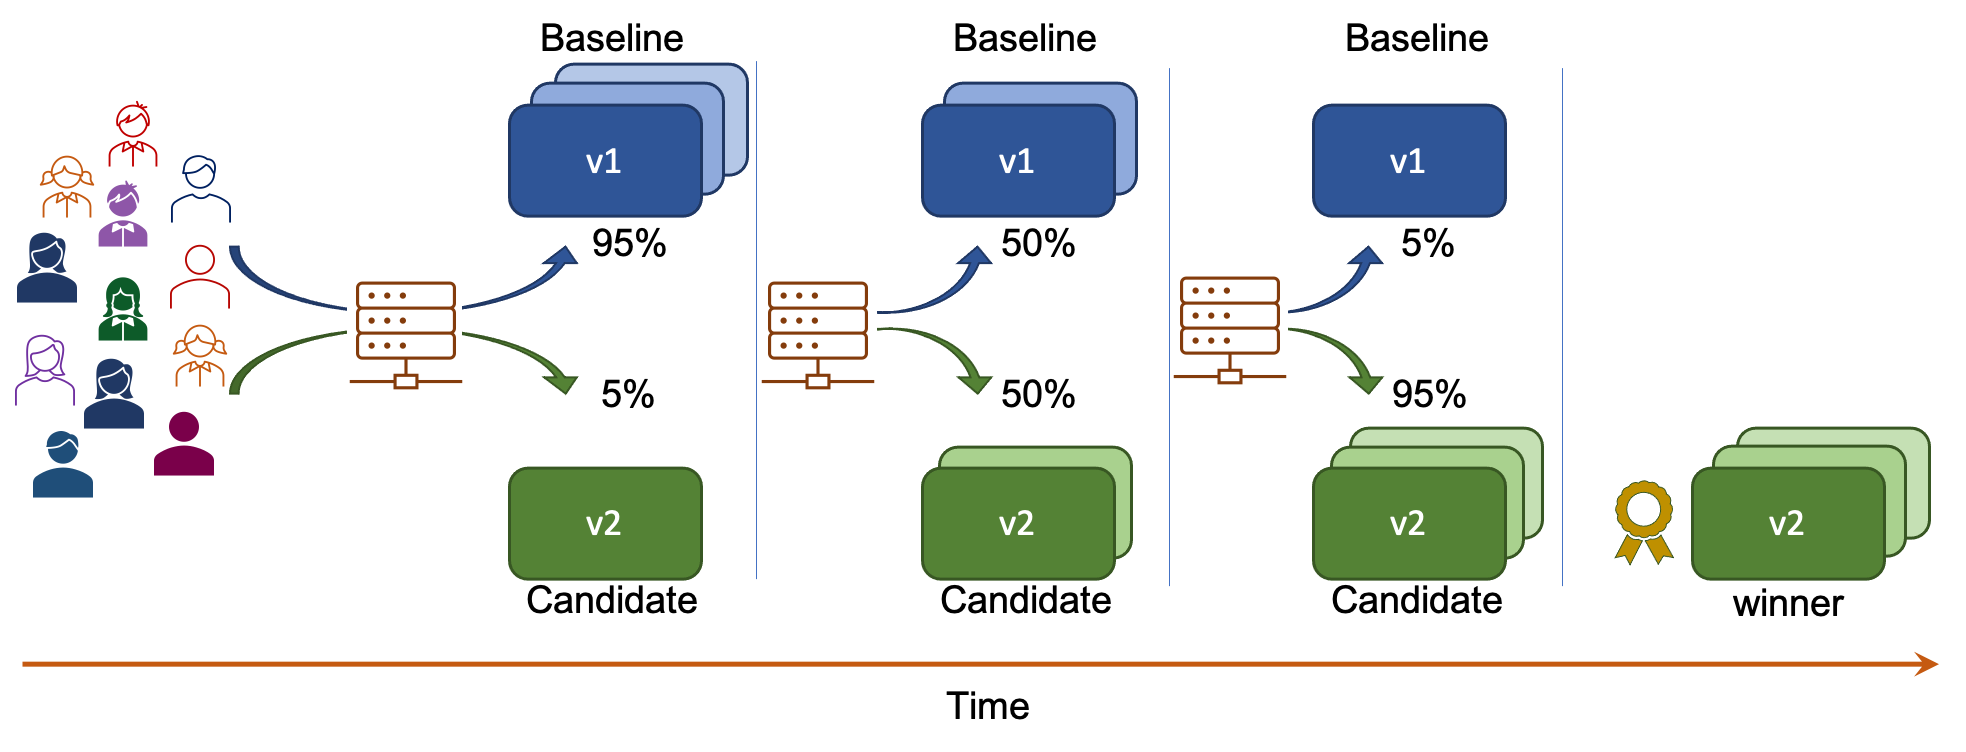 Baseline
Baseline
Baseline
v1
v1
v1
95%
50%
5%
5%
50%
95%
v2
v2
v2
v2
Candidate
Candidate
Candidate
winner
Time